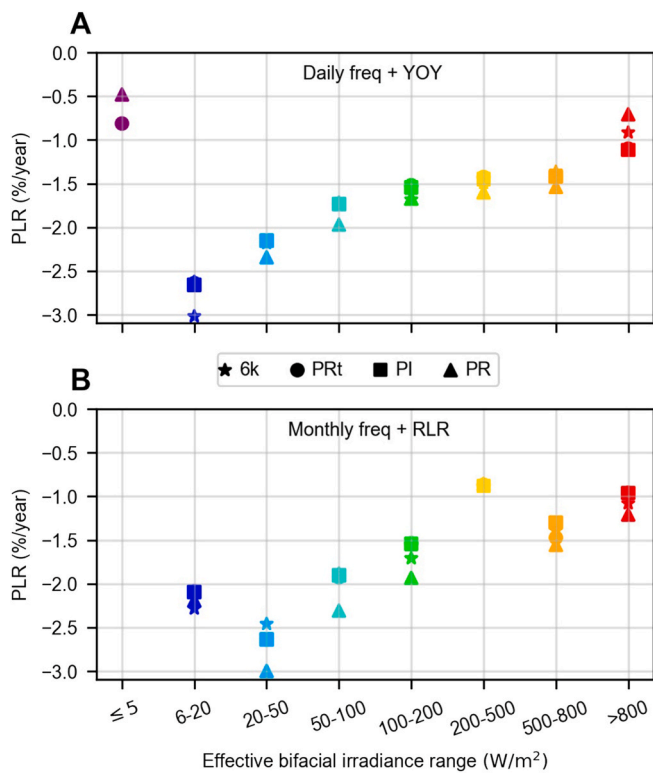 A
Daily freq + YOY
PLR (%/year)
0.0
−0.5
−1.0
−1.5
−2.0
−2.5
−3.0
6k PRt PI PR
B
Monthly freq + RLR
PLR (%/year)
0.0
−0.5
−1.0
−1.5
−2.0
−2.5
−3.0
≤ 5 6-20 20-50 50-100 100-200 200-500 500-800 >800
Effective bifacial irradiance range (W/m²)